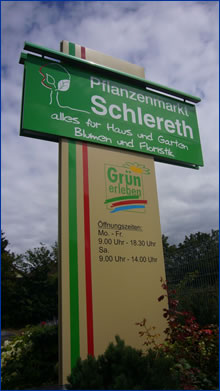 Pflanzenmarkt
Schlereth
alles für Haus und Garten
Blumen und Floristik
Grün
erleben
Öffnungszeiten:
Mo. - Fr.
9.00 Uhr - 18.30 Uhr
Sa.
9.00 Uhr - 14.00 Uhr